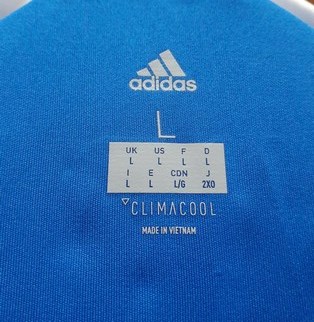 adidas
L
UK US F D
L L L L
I E CDN J
L L L/G 2XO
CLIMACOOL
MADE IN VIETNAM